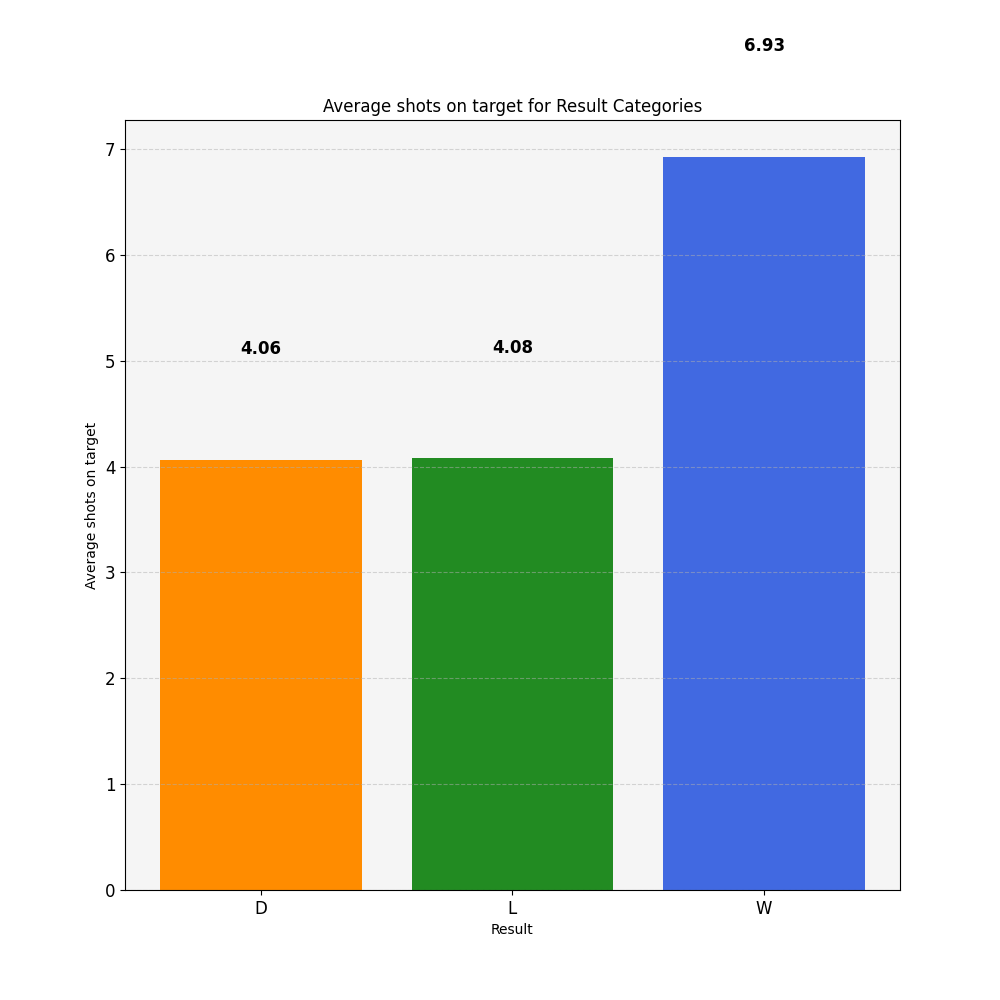 6.93
Average shots on target for Result Categories
7
6
5
4
3
2
1
0
4.06
4.08
Average shots on target
D
L
W
Result